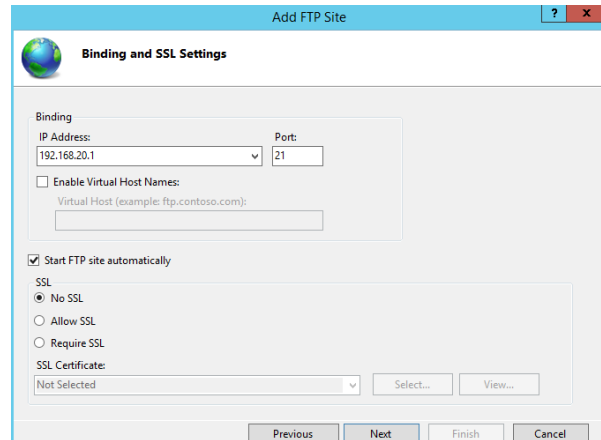 Add FTP Site
?
x
Binding and SSL Settings
Binding
IP Address:
Port:
192.168.20.1
21
Enable Virtual Host Names:
Virtual Host (example: ftp.contoso.com):
Start FTP site automatically
SSL
No SSL
Allow SSL
Require SSL
SSL Certificate:
Not Selected
Select...
View...
Previous
Next
Finish
Cancel